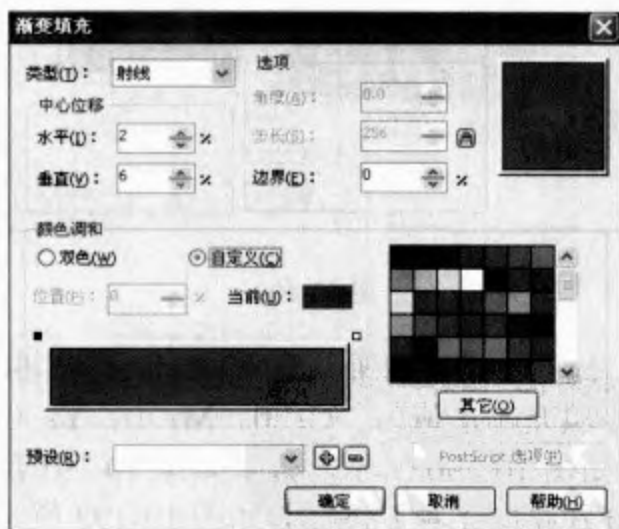 渐变填充
类型(T)： 射线
选项
角度(A)： 0.0
中心位移
水平(I)： 2 %
步长(S)： 256
垂直(V)： 6 %
边界(E)： 0 %
颜色调和
双色(W)
自定义(C)
位置(P)： 0 %
当前(U)：
其它(O)
预设(R)：
PostScript 选项(P)
确定
取消
帮助(H)